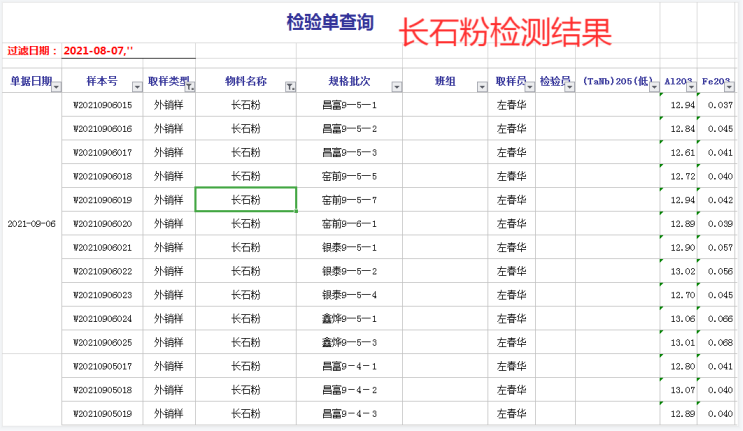 检验单查询
长石粉检测结果
过滤日期： 2021-08-07,''
单据日期 样本号 取样类型 物料名称 规格批次 班组 取样员 检验员 (TaNb)2O5(低) Al2O3 Fe2O3
W20210906015 外销样 长石粉 昌富9—5—1 左春华 12.94 0.037
W20210906016 外销样 长石粉 昌富9—5—2 左春华 12.84 0.045
W20210906017 外销样 长石粉 昌富9—5—3 左春华 12.61 0.041
W20210906018 外销样 长石粉 窑前9—5—5 左春华 12.72 0.040
W20210906019 外销样 长石粉 窑前9—5—7 左春华 12.94 0.042
2021-09-06 W20210906020 外销样 长石粉 窑前9—6—1 左春华 12.89 0.039
W20210906021 外销样 长石粉 银泰9—5—1 左春华 12.90 0.057
W20210906022 外销样 长石粉 银泰9—5—2 左春华 13.02 0.056
W20210906023 外销样 长石粉 银泰9—5—4 左春华 12.70 0.045
W20210906024 外销样 长石粉 鑫烨9—5—1 左春华 13.06 0.066
W20210906025 外销样 长石粉 鑫烨9—5—3 左春华 13.01 0.068
W20210905017 外销样 长石粉 昌富9－4－1 左春华 12.80 0.041
W20210905018 外销样 长石粉 昌富9－4－2 左春华 13.07 0.040
W20210905019 外销样 长石粉 昌富9－4－3 左春华 12.89 0.040